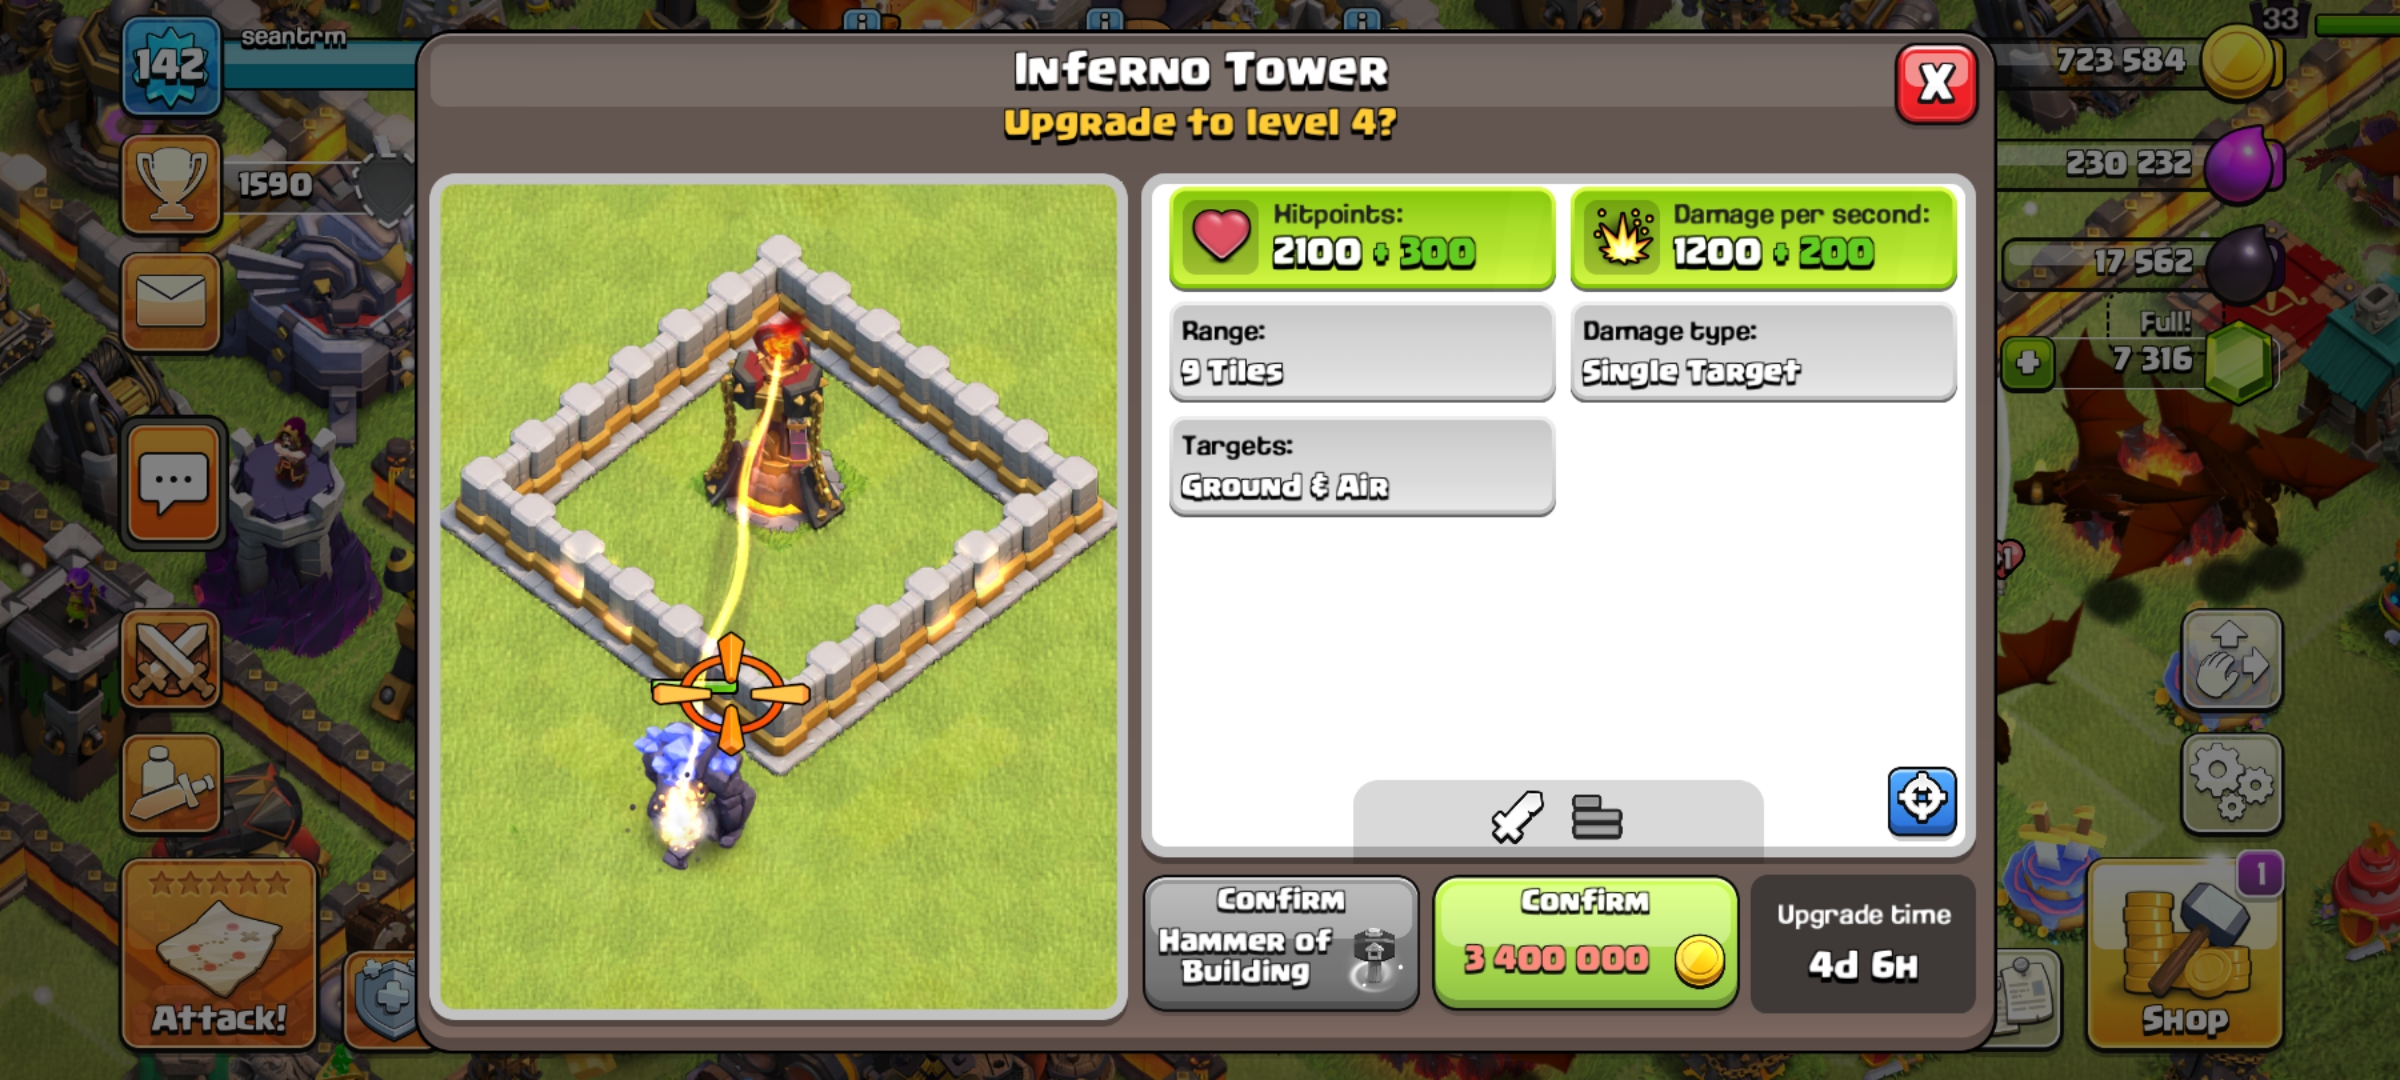 142
seantrm
1590
Inferno Tower
Upgrade to level 4?
X
33
723 584
230 232
17 562
Full!
7 316
Hitpoints:
2100 + 300
Damage per second:
1200 + 200
Range:
9 Tiles
Damage type:
Single Target
Targets:
Ground & Air
1
Confirm
Hammer of
Building
Confirm
3 400 000
Upgrade time
4d 6h
Attack!
1
Shop